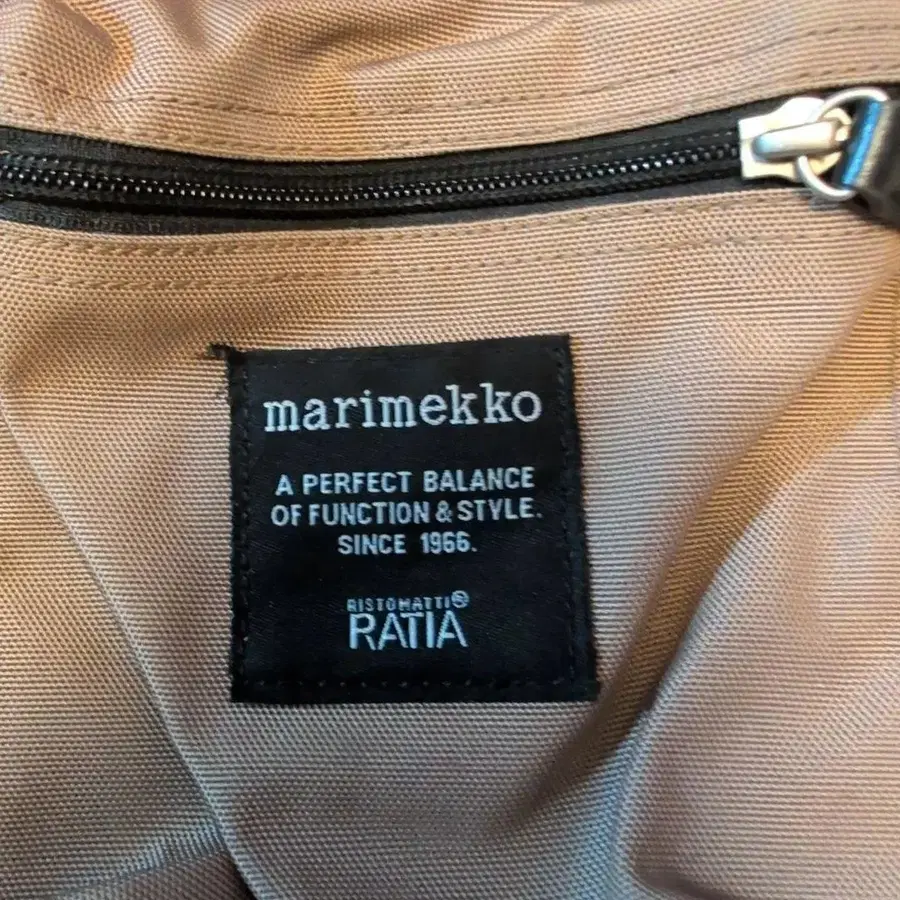 marimekko
A PERFECT BALANCE
OF FUNCTION & STYLE.
SINCE 1966.
RISTOMATTI®
RATIA